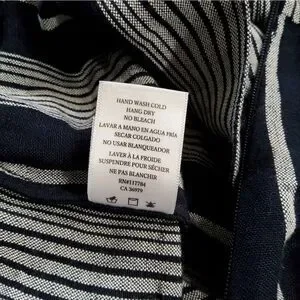 HAND WASH COLD
HANG DRY
NO BLEACH
LAVAR A MANO EN AGUA FRIA
SECAR COLGADO
NO USAR BLANQUEADOR
LAVER À LA FROIDE
SUSPENDRE POUR SÉCHER
NE PAS BLANCHIR
RN#117784
CA 36979